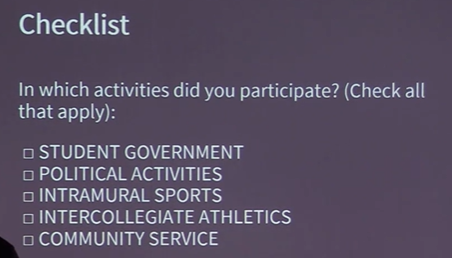 Checklist
In which activities did you participate? (Check all
that apply):
□ STUDENT GOVERNMENT
□ POLITICAL ACTIVITIES
□ INTRAMURAL SPORTS
□ INTERCOLLEGIATE ATHLETICS
□ COMMUNITY SERVICE